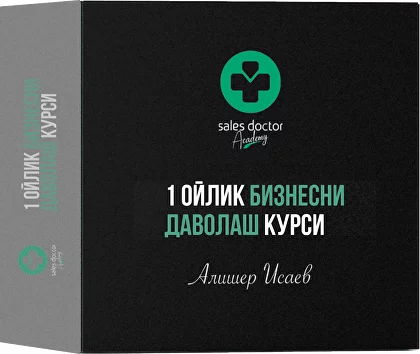 sales doctor
Academy
1 ОЙЛИК БИЗНЕСНИ
ДАВОЛАШ КУРСИ
Алишер Исаев
1 ОЙЛИК БИЗНЕСНИ
ДАВОЛАШ КУРСИ
sales doctor
Academy